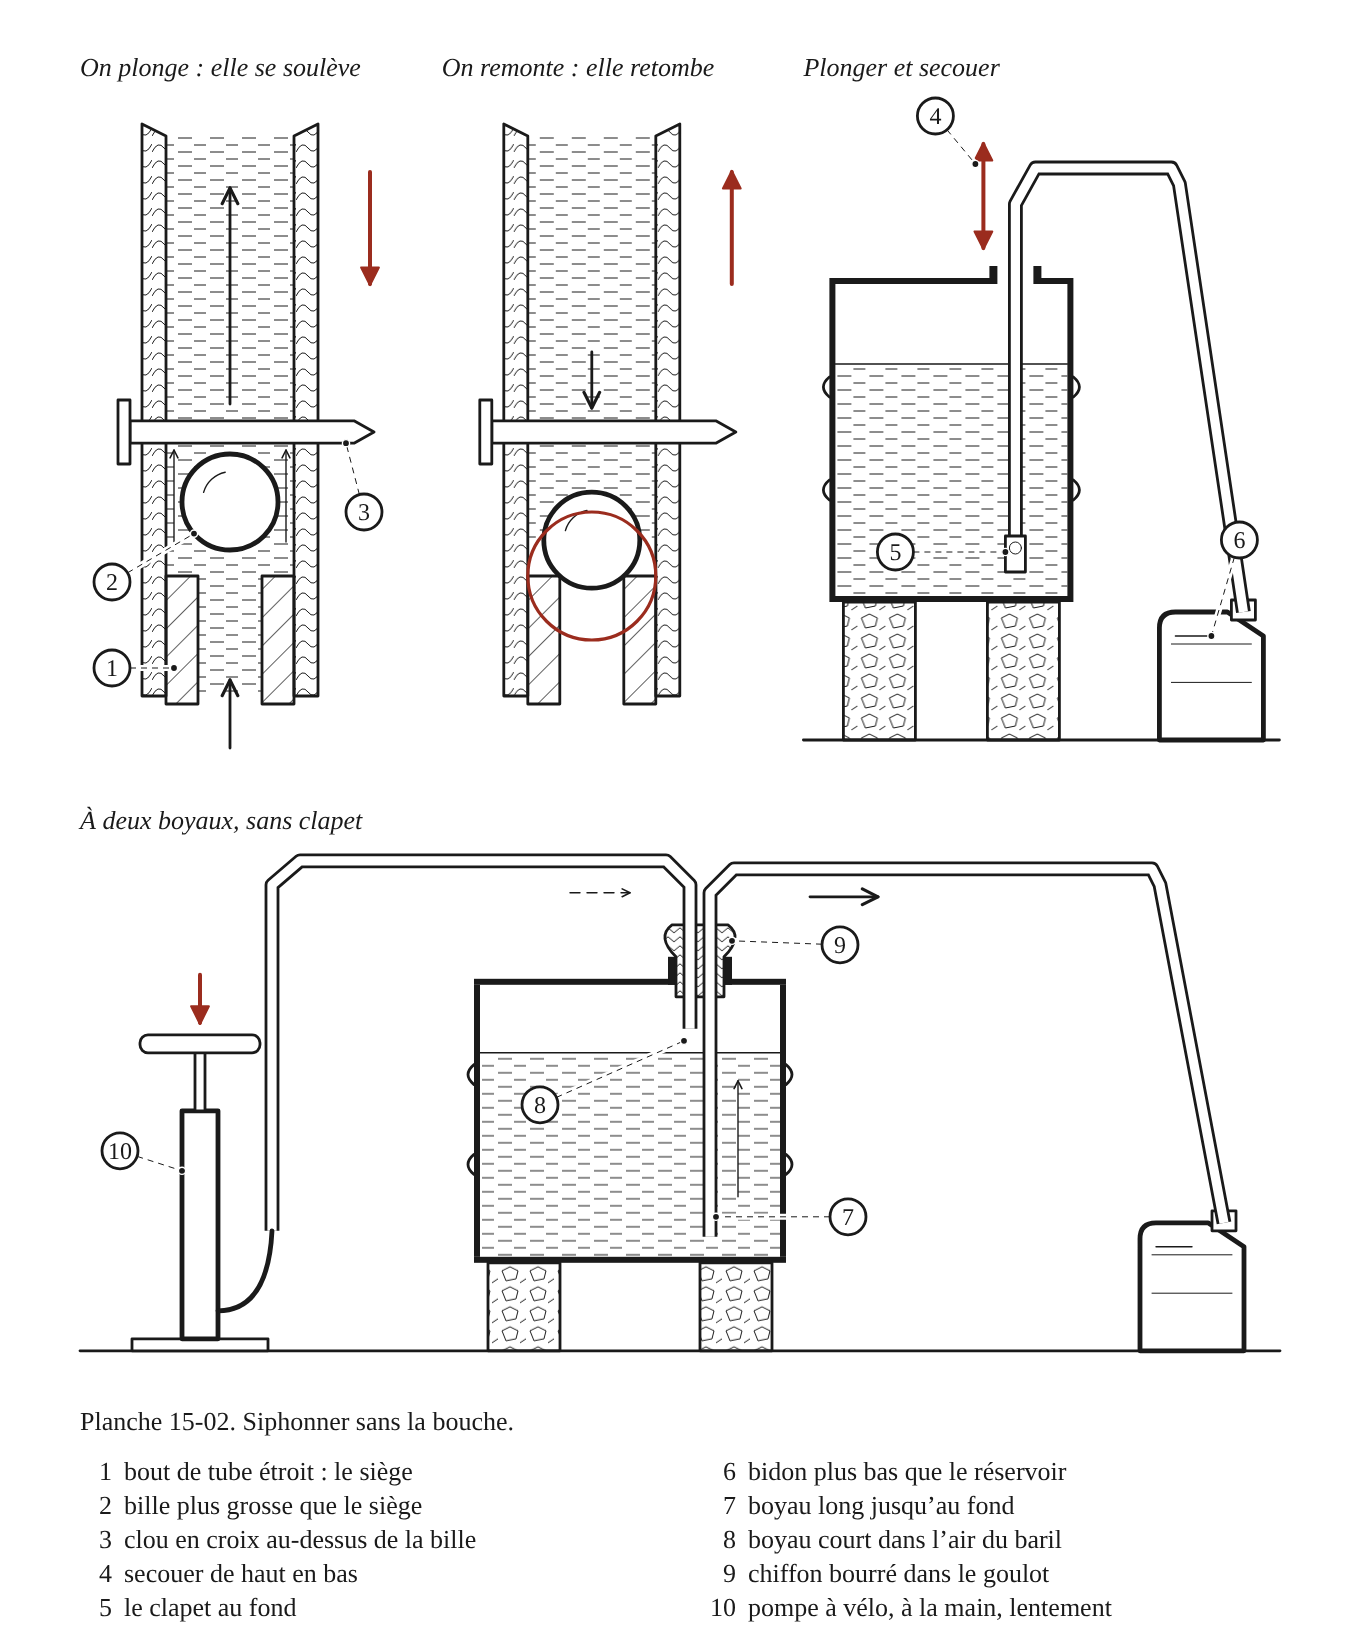 On plonge : elle se soulève
On remonte : elle retombe
Plonger et secouer
4
3
2
1
5
6
À deux boyaux, sans clapet
9
8
10
7
Planche 15-02. Siphonner sans la bouche.
1 bout de tube étroit : le siège
2 bille plus grosse que le siège
3 clou en croix au-dessus de la bille
4 secouer de haut en bas
5 le clapet au fond
6 bidon plus bas que le réservoir
7 boyau long jusqu’au fond
8 boyau court dans l’air du baril
9 chiffon bourré dans le goulot
10 pompe à vélo, à la main, lentement